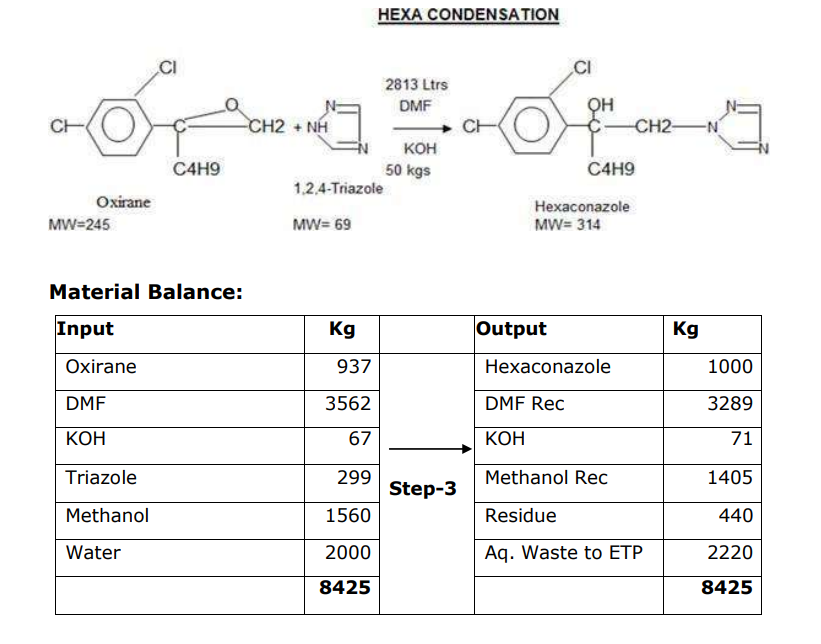 HEXA CONDENSATION
Cl
O
Cl
C
CH2 + NH
N
N
C4H9
Oxirane
MW=245
1,2,4-Triazole
MW= 69
2813 Ltrs
DMF
KOH
50 kgs
Cl
OH
Cl
C
CH2
N
N
N
C4H9
Hexaconazole
MW= 314
Material Balance:
Input Kg Output Kg
Oxirane 937 Hexaconazole 1000
DMF 3562 DMF Rec 3289
KOH 67 KOH 71
Triazole 299 Step-3 Methanol Rec 1405
Methanol 1560 Residue 440
Water 2000 Aq. Waste to ETP 2220
8425 8425